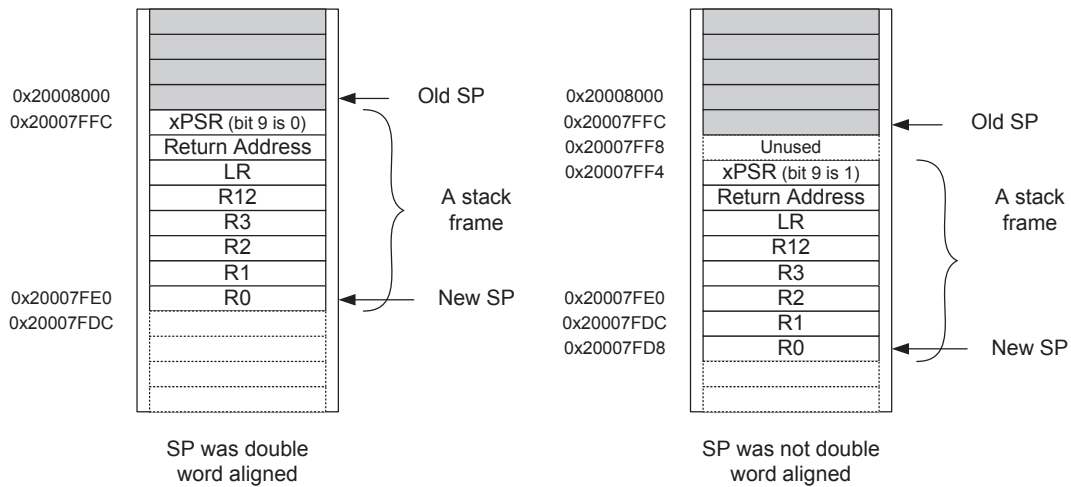 0x20008000
Old SP
0x20007FFC
xPSR (bit 9 is 0)
Return Address
LR
R12
R3
R2
R1
0x20007FE0
R0
New SP
0x20007FDC
A stack
frame
SP was double
word aligned
0x20008000
0x20007FFC
Old SP
0x20007FF8
Unused
0x20007FF4
xPSR (bit 9 is 1)
Return Address
LR
R12
R3
0x20007FE0
R2
0x20007FDC
R1
0x20007FD8
R0
New SP
A stack
frame
SP was not double
word aligned